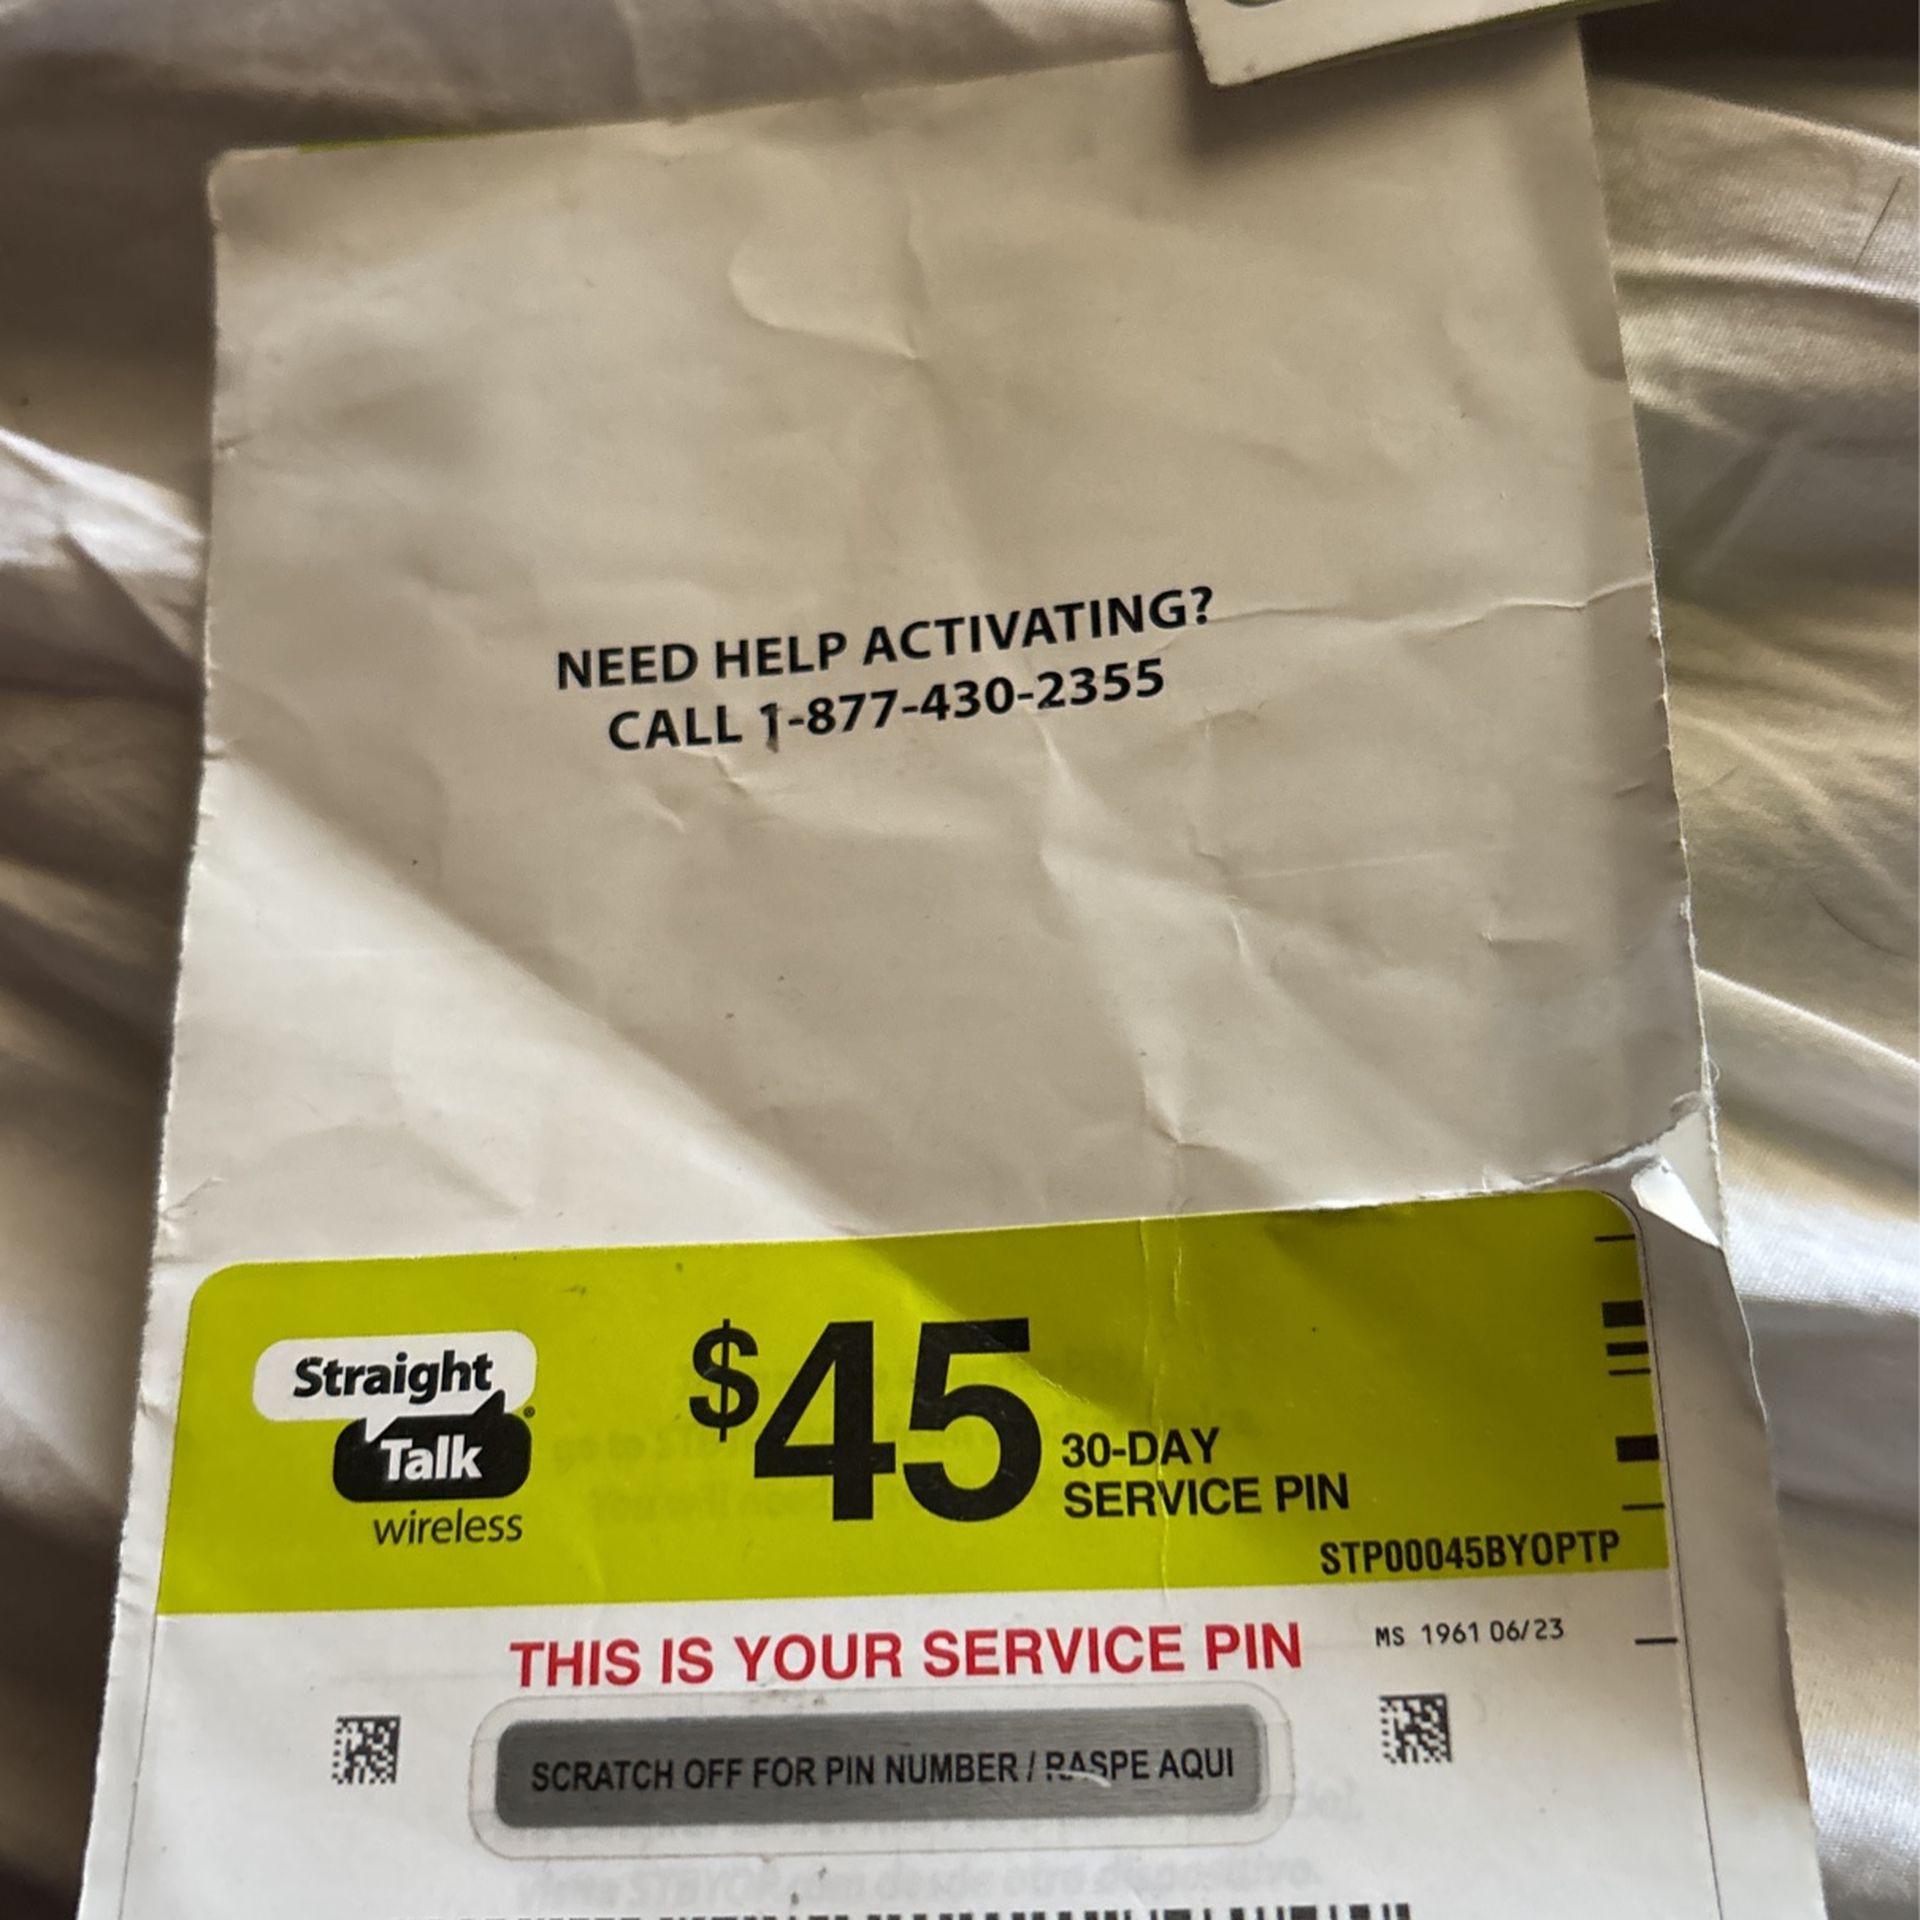 NEED HELP ACTIVATING?
CALL 1-877-430-2355
Straight
Talk®
wireless
$45
30-DAY
SERVICE PIN
STP00045BYOPTP
THIS IS YOUR SERVICE PIN
MS 1961 06/23
SCRATCH OFF FOR PIN NUMBER / RASPE AQUI